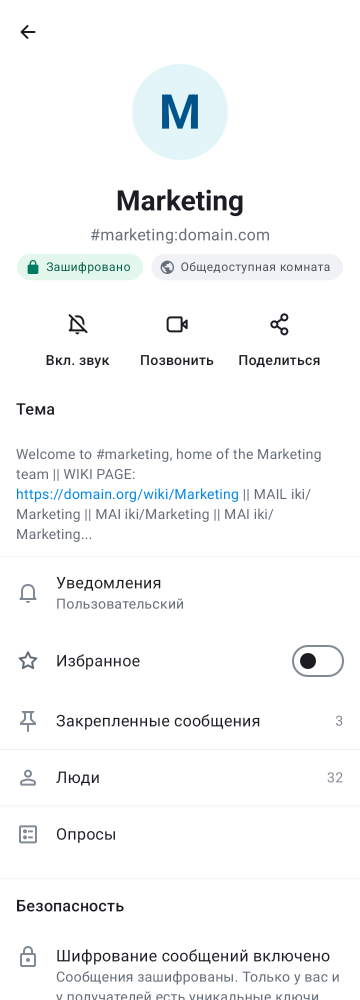 M
Marketing
#marketing:domain.com
Зашифровано
Общедоступная комната
Вкл. звук
Позвонить
Поделиться
Тема
Welcome to #marketing, home of the Marketing
team || WIKI PAGE:
https://domain.org/wiki/Marketing || MAIL iki/
Marketing || MAI iki/Marketing || MAI iki/
Marketing...
Уведомления
Пользовательский
Избранное
Закрепленные сообщения 3
Люди 32
Опросы
Безопасность
Шифрование сообщений включено
Сообщения зашифрованы. Только у вас и
у получателей есть уникальные ключи